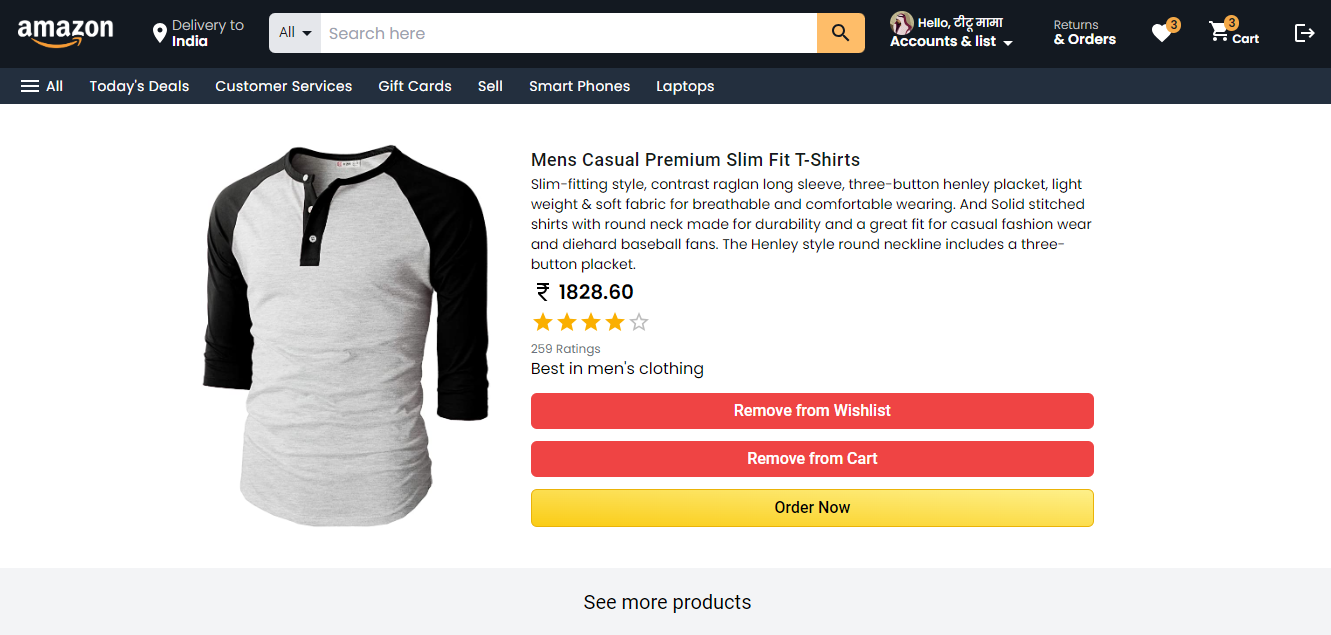 amazon
Delivery to
India
All
Search here
Hello, टीटू मामा
Accounts & list
Returns
& Orders
3
3
Cart
All
Today's Deals
Customer Services
Gift Cards
Sell
Smart Phones
Laptops
Mens Casual Premium Slim Fit T-Shirts
Slim-fitting style, contrast raglan long sleeve, three-button henley placket, light
weight & soft fabric for breathable and comfortable wearing. And Solid stitched
shirts with round neck made for durability and a great fit for casual fashion wear
and diehard baseball fans. The Henley style round neckline includes a three-
button placket.
₹ 1828.60
259 Ratings
Best in men's clothing
Remove from Wishlist
Remove from Cart
Order Now
See more products